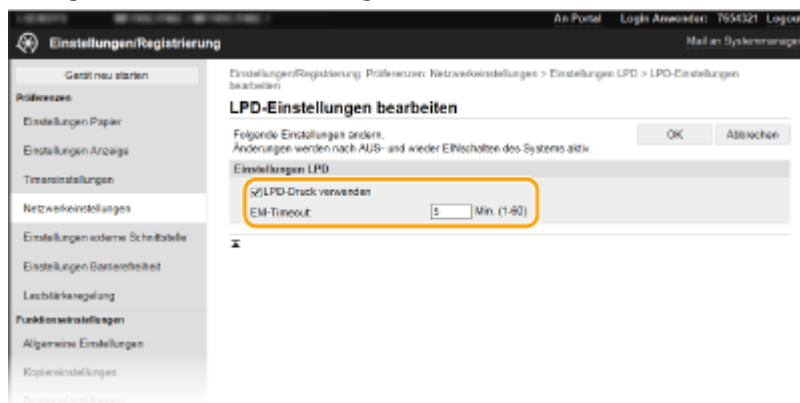 An Portal Login Anwender: 7654321 Logout
Einstellungen/Registrierung
Mail an Systemmanager
Gerät neu starten
Präferenzen
Einstellungen Papier
Einstellungen Anzeige
Timereinstellungen
Netzwerkeinstellungen
Einstellungen externe Schnittstelle
Einstellungen Barrierefreiheit
Lautstärkeregelung
Funktionseinstellungen
Allgemeine Einstellungen
Kopiereinstellungen
Einstellungen/Registrierung: Präferenzen: Netzwerkeinstellungen > Einstellungen LPD > LPD-Einstellungen
bearbeiten
LPD-Einstellungen bearbeiten
Folgende Einstellungen ändern.
Änderungen werden nach AUS- und wieder EINschalten des Systems aktiv.
OK Abbrechen
Einstellungen LPD
LPD-Druck verwenden
EM-Timeout: 5 Min. (1-60)